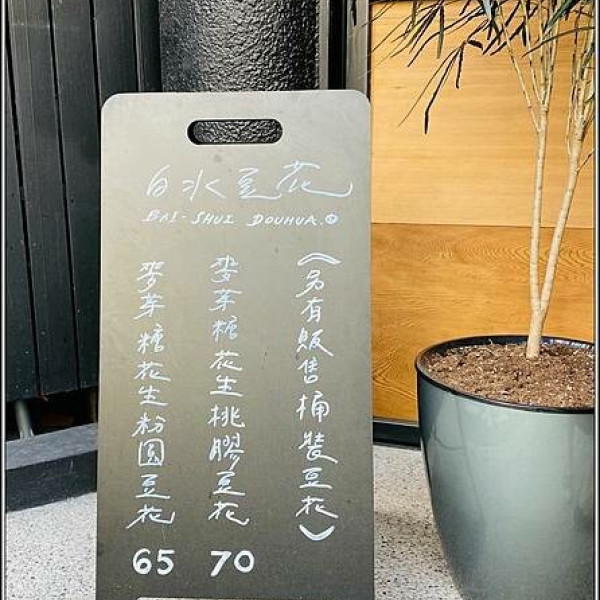 白水豆花
BAI-SHUI DOUHUA.
(另有販售桶裝豆花)
麥芽糖花生桃膠豆花 70
麥芽糖花生粉圓豆花 65